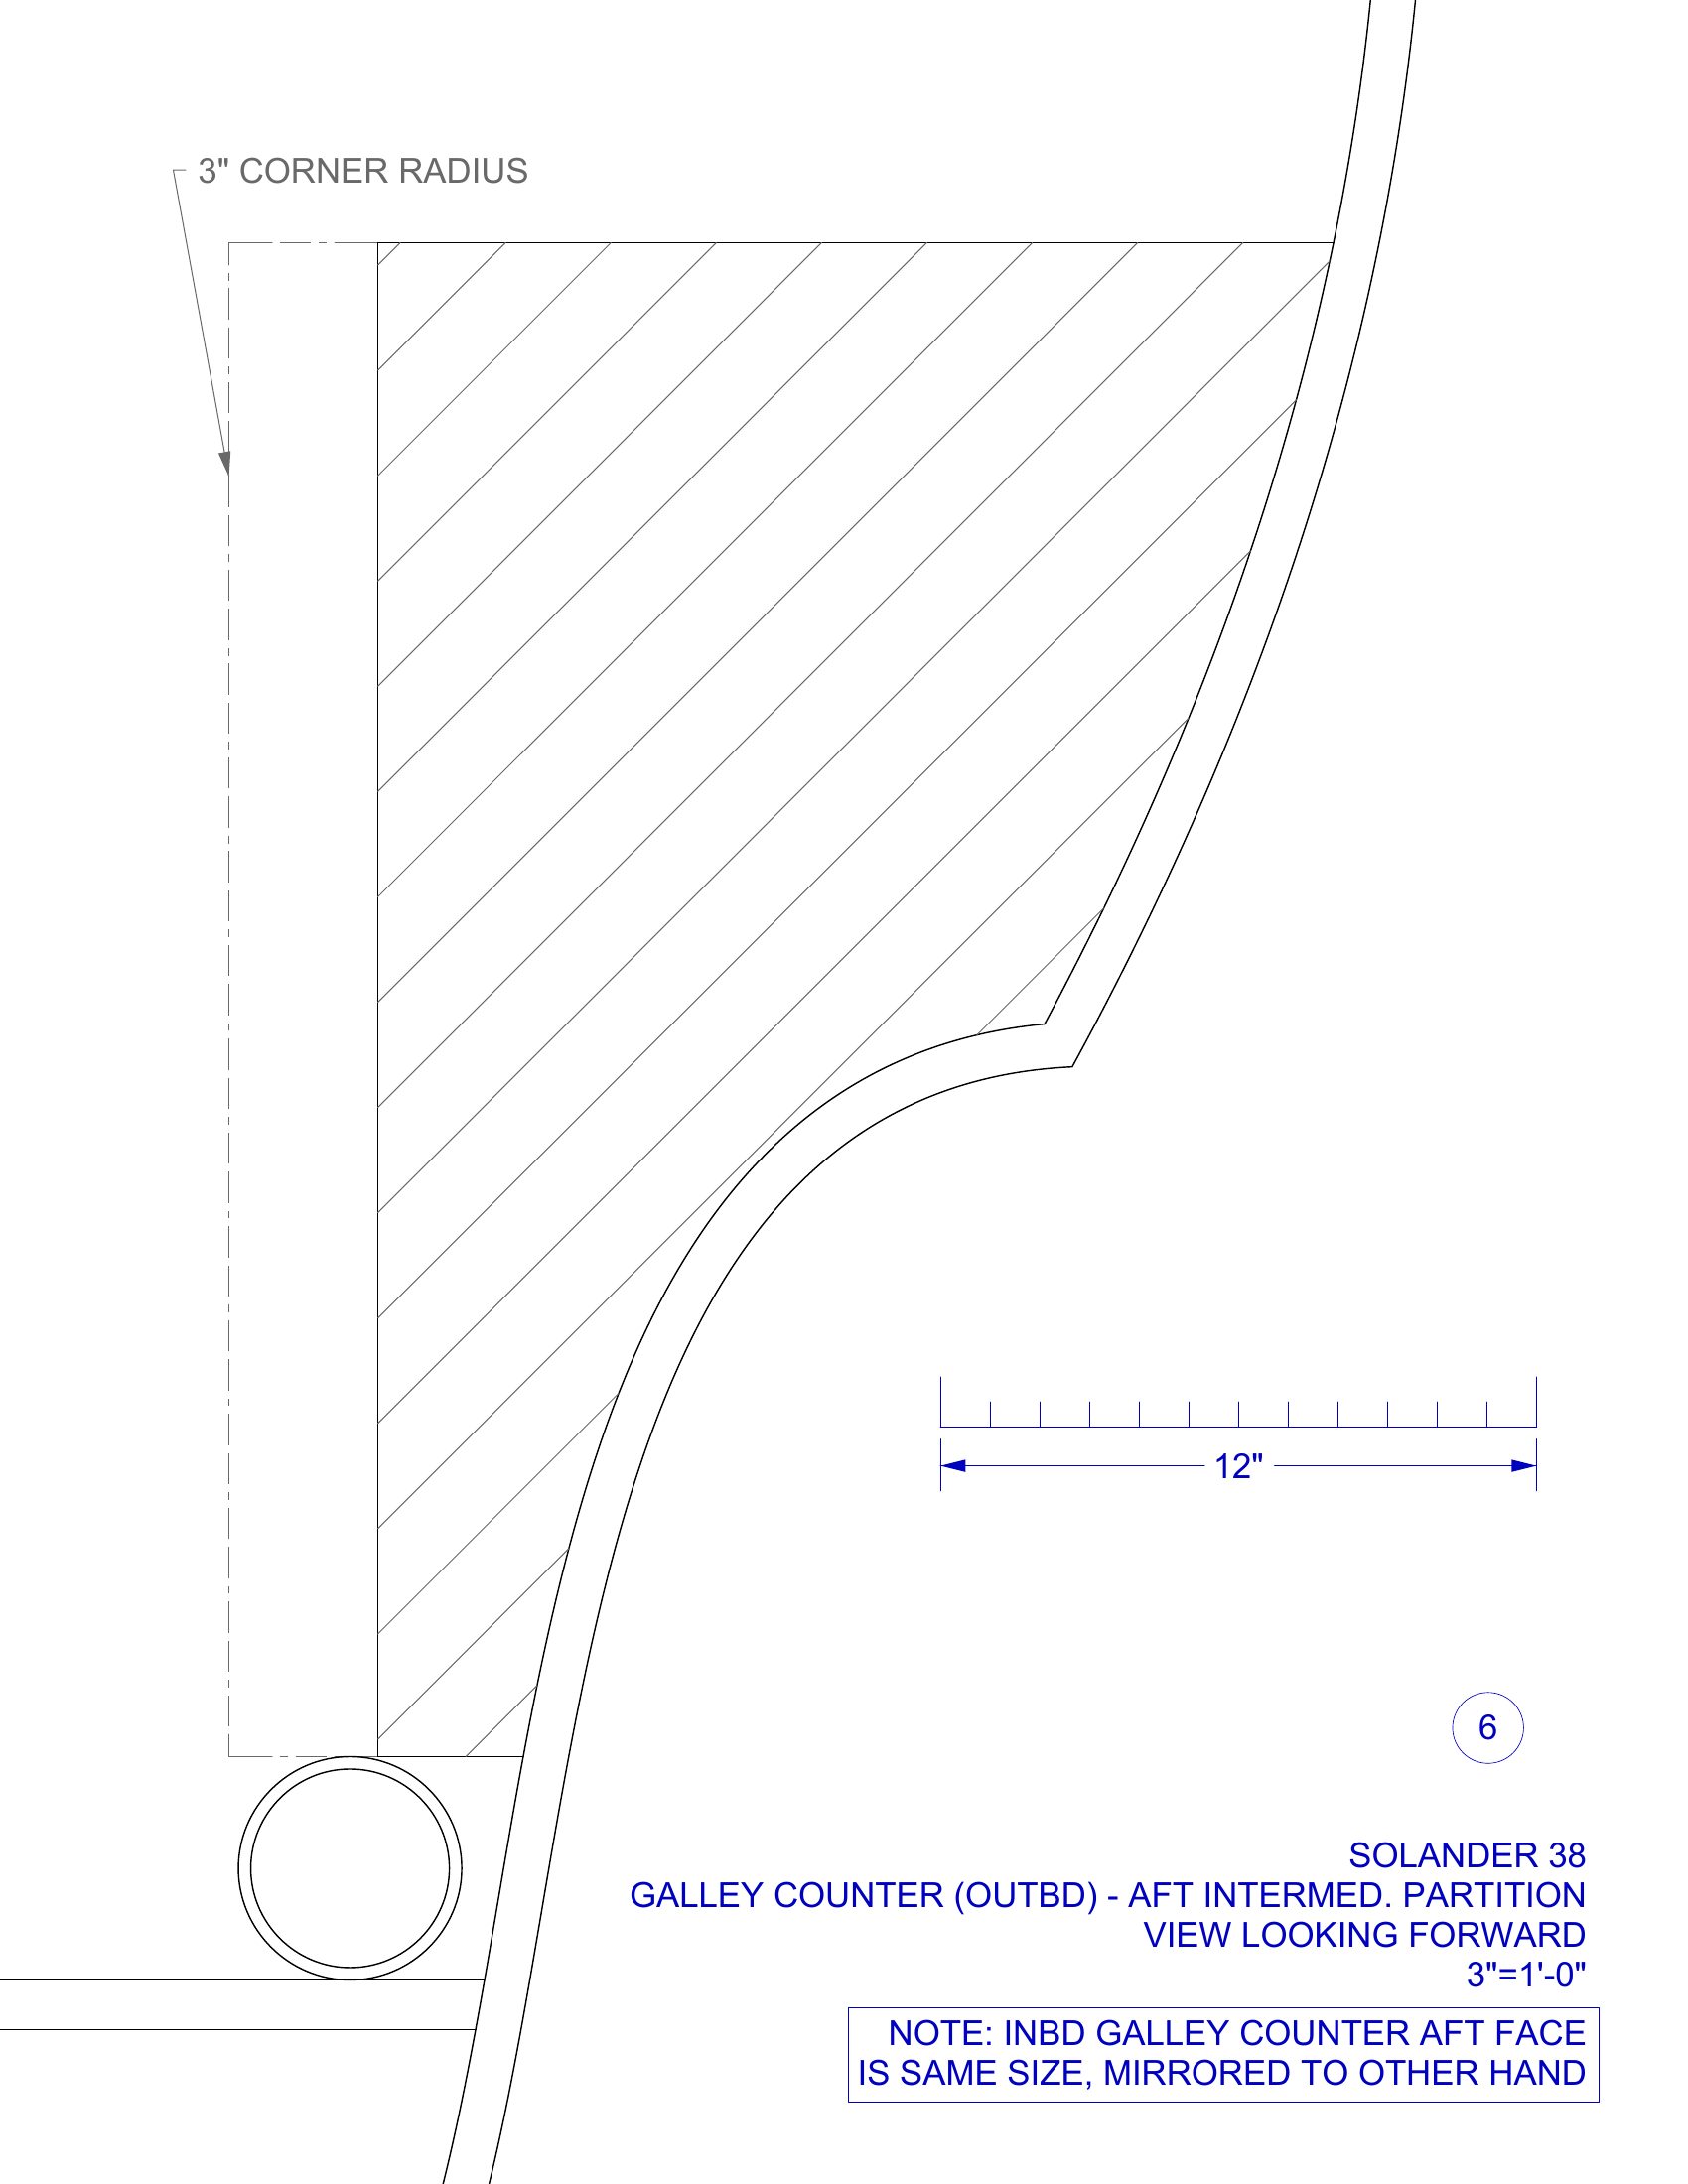 3" CORNER RADIUS
12"
6
SOLANDER 38
GALLEY COUNTER (OUTBD) - AFT INTERMED. PARTITION
VIEW LOOKING FORWARD
3"=1'-0"
NOTE: INBD GALLEY COUNTER AFT FACE
IS SAME SIZE, MIRRORED TO OTHER HAND